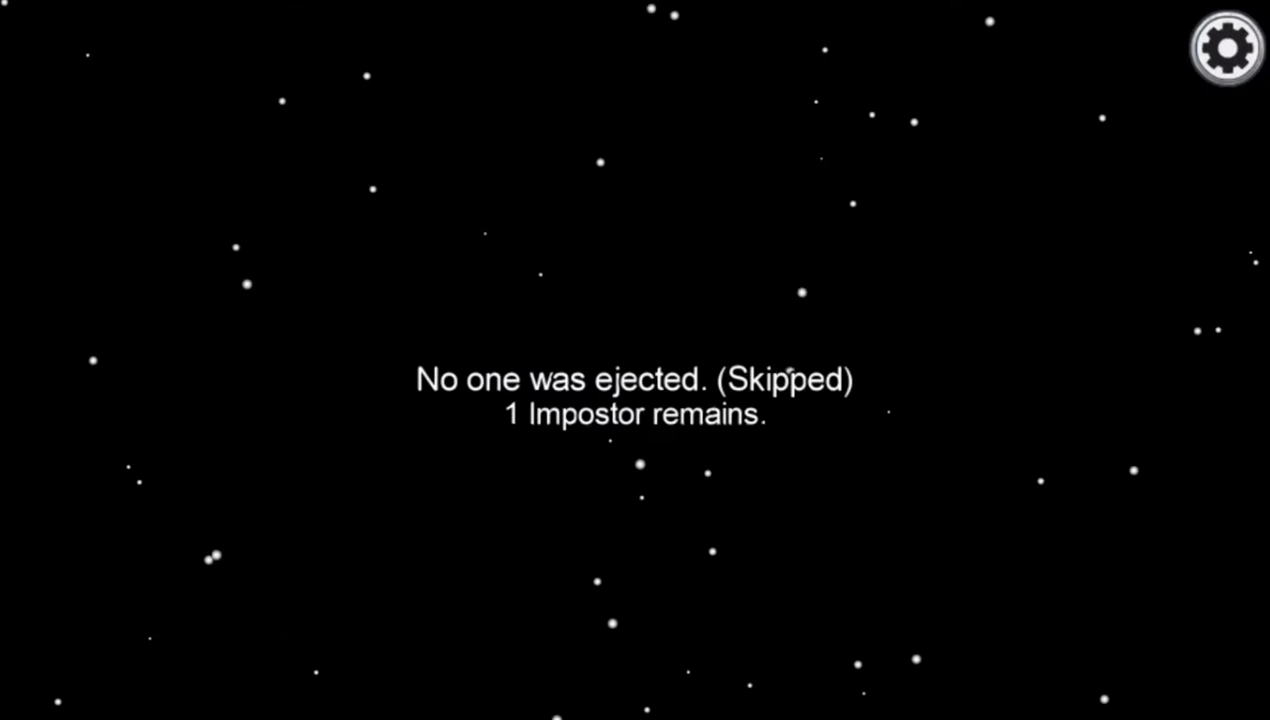 No one was ejected. (Skipped)
1 Impostor remains.